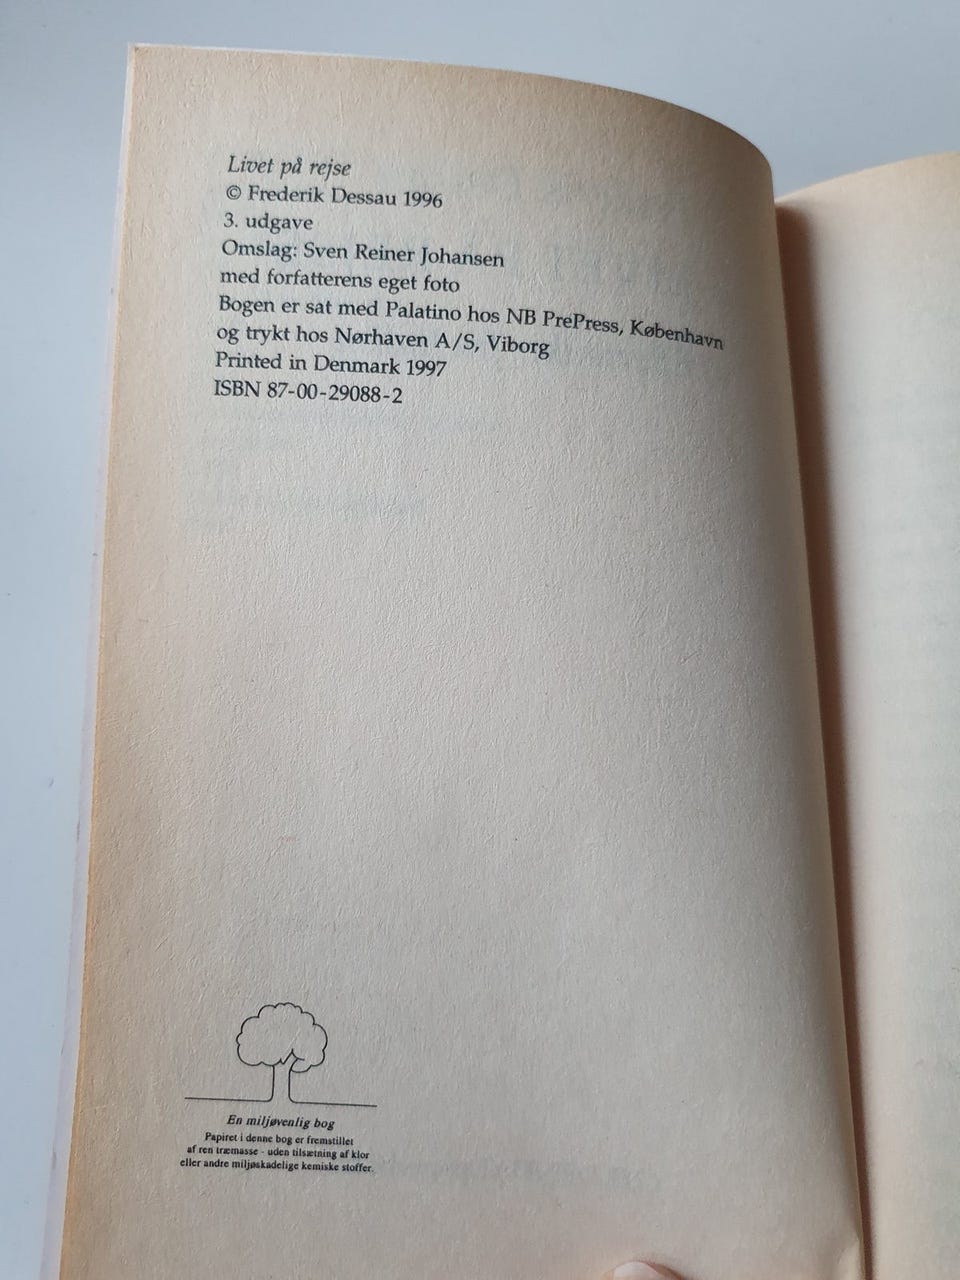 Livet på rejse
© Frederik Dessau 1996
3. udgave
Omslag: Sven Reiner Johansen
med forfatterens eget foto
Bogen er sat med Palatino hos NB PrePress, København
og trykt hos Nørhaven A/S, Viborg
Printed in Denmark 1997
ISBN 87-00-29088-2
En miljøvenlig bog
Papiret i denne bog er fremstillet
af ren træmasse - uden tilsætning af klor
eller andre miljøskadelige kemiske stoffer.